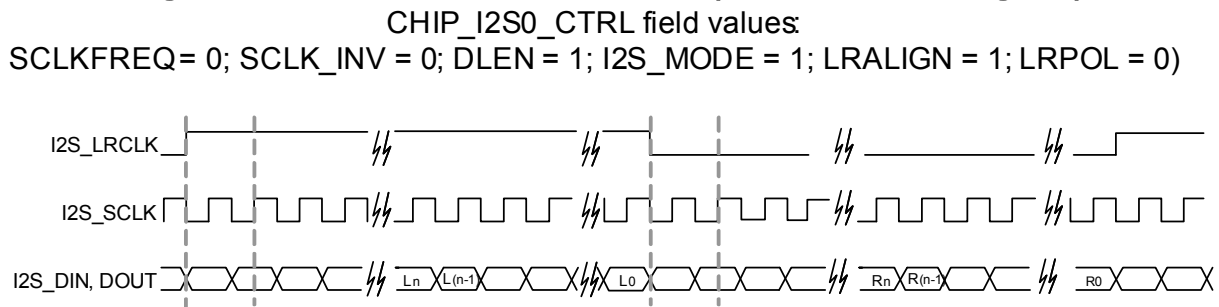 CHIP_I2S0_CTRL field values:
SCLKFREQ = 0; SCLK_INV = 0; DLEN = 1; I2S_MODE = 1; LRALIGN = 1; LRPOL = 0)
I2S_LRCLK
I2S_SCLK
I2S_DIN, DOUT Ln L(n-1) L0 Rn R(n-1) R0